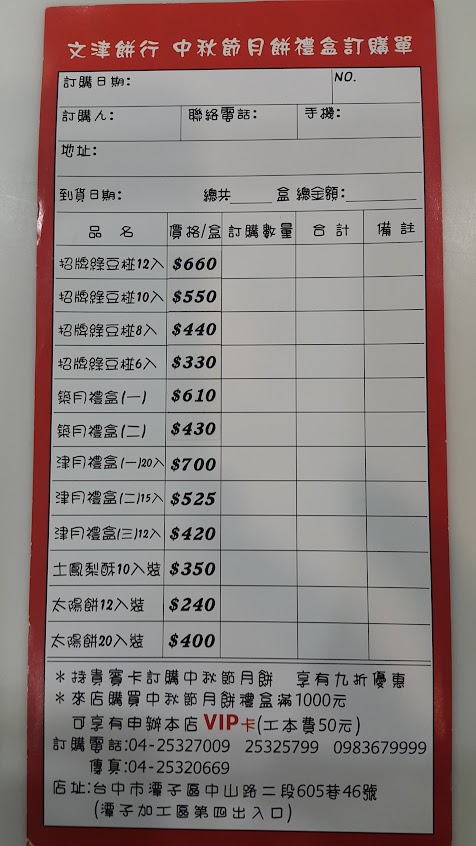 文津餅行 中秋節月餅禮盒訂購單
訂購日期: NO.
訂購人: 聯絡電話: 手機:
地址:
到貨日期: 總共 盒 總金額:
品名 價格/盒 訂購數量 合計 備註
招牌綠豆椪12入 $660
招牌綠豆椪10入 $550
招牌綠豆椪8入 $440
招牌綠豆椪6入 $330
築月禮盒(一) $610
築月禮盒(二) $430
津月禮盒(一)20入 $700
津月禮盒(二)15入 $525
津月禮盒(三)12入 $420
土鳳梨酥10入裝 $350
太陽餅12入裝 $240
太陽餅20入裝 $400
*持貴賓卡訂購中秋節月餅 享有九折優惠
*來店購買中秋節月餅禮盒滿1000元
可享有申辦本店VIP卡(工本費50元)
訂購電話:04-25327009 25325799 0983679999
傳真:04-25320669
店址:台中市潭子區中山路二段605巷46號
(潭子加工區第四出入口)